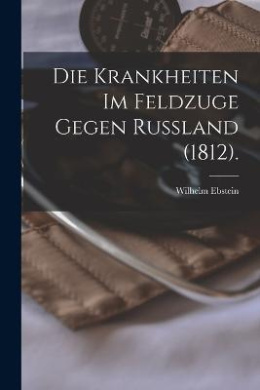 Die Krankheiten
Im Feldzuge
Gegen Russland
(1812).
Wilhelm Ebstein